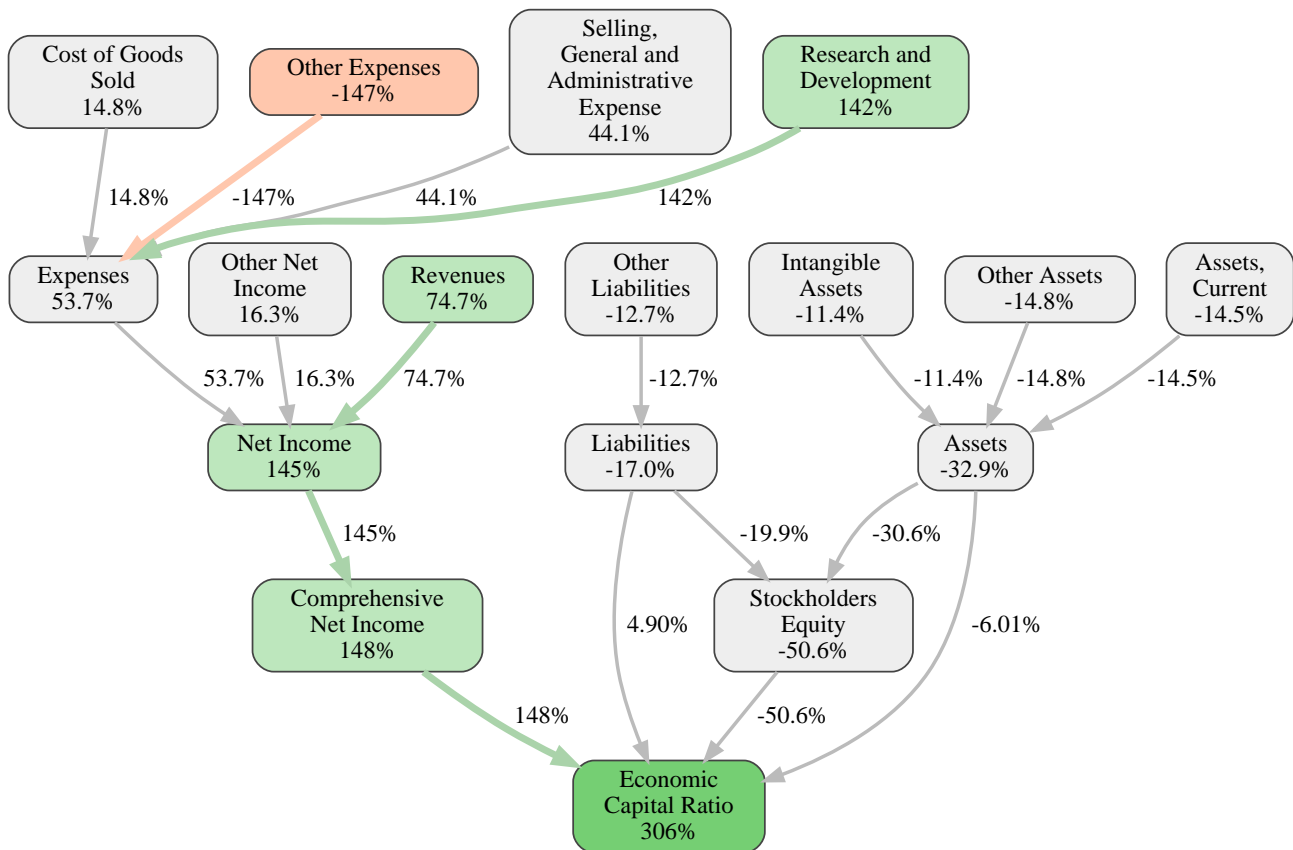 Cost of Goods
Sold
14.8%
Other Expenses
-147%
Selling,
General and
Administrative
Expense
44.1%
Research and
Development
142%
14.8%
-147%
44.1%
142%
Expenses
53.7%
Other Net
Income
16.3%
Revenues
74.7%
Other
Liabilities
-12.7%
Intangible
Assets
-11.4%
Other Assets
-14.8%
Assets,
Current
-14.5%
53.7%
16.3%
74.7%
-12.7%
-11.4%
-14.8%
-14.5%
Net Income
145%
Liabilities
-17.0%
Assets
-32.9%
145%
-19.9%
-30.6%
Comprehensive
Net Income
148%
4.90%
Stockholders
Equity
-50.6%
-6.01%
148%
-50.6%
Economic
Capital Ratio
306%